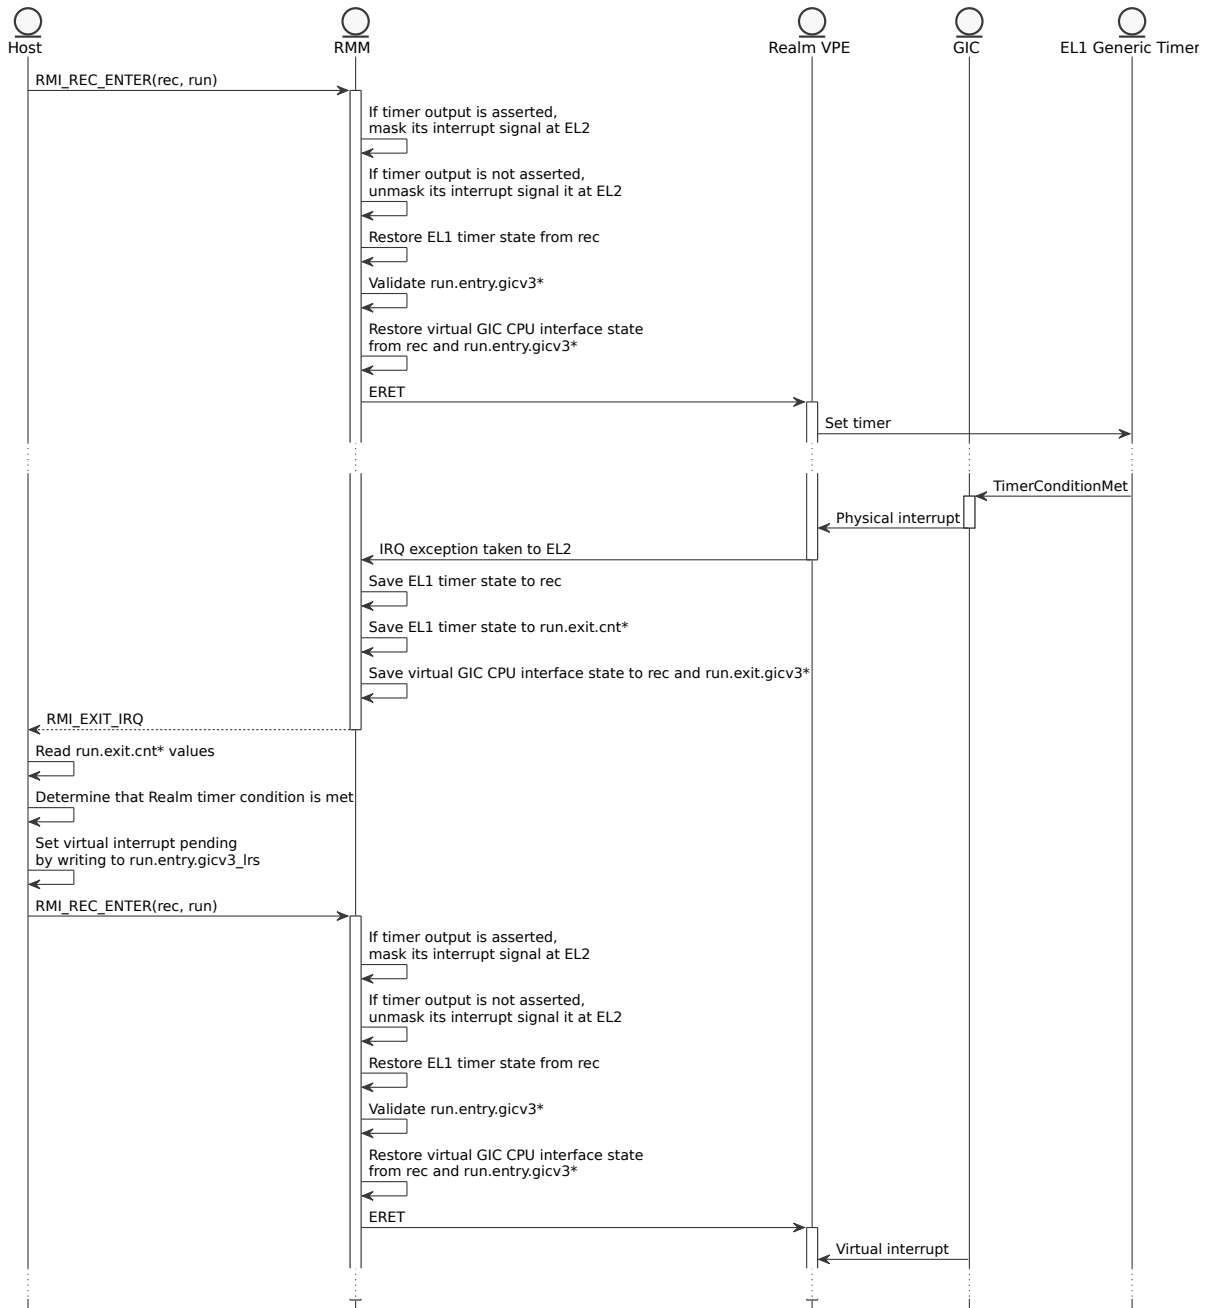 Host
RMM
Realm VPE
GIC
EL1 Generic Timer
RMI_REC_ENTER(rec, run)
If timer output is asserted,
mask its interrupt signal at EL2
If timer output is not asserted,
unmask its interrupt signal it at EL2
Restore EL1 timer state from rec
Validate run.entry.gicv3*
Restore virtual GIC CPU interface state
from rec and run.entry.gicv3*
ERET
Set timer
TimerConditionMet
Physical interrupt
IRQ exception taken to EL2
Save EL1 timer state to rec
Save EL1 timer state to run.exit.cnt*
Save virtual GIC CPU interface state to rec and run.exit.gicv3*
RMI_EXIT_IRQ
Read run.exit.cnt* values
Determine that Realm timer condition is met
Set virtual interrupt pending
by writing to run.entry.gicv3_lrs
RMI_REC_ENTER(rec, run)
If timer output is asserted,
mask its interrupt signal at EL2
If timer output is not asserted,
unmask its interrupt signal it at EL2
Restore EL1 timer state from rec
Validate run.entry.gicv3*
Restore virtual GIC CPU interface state
from rec and run.entry.gicv3*
ERET
Virtual interrupt